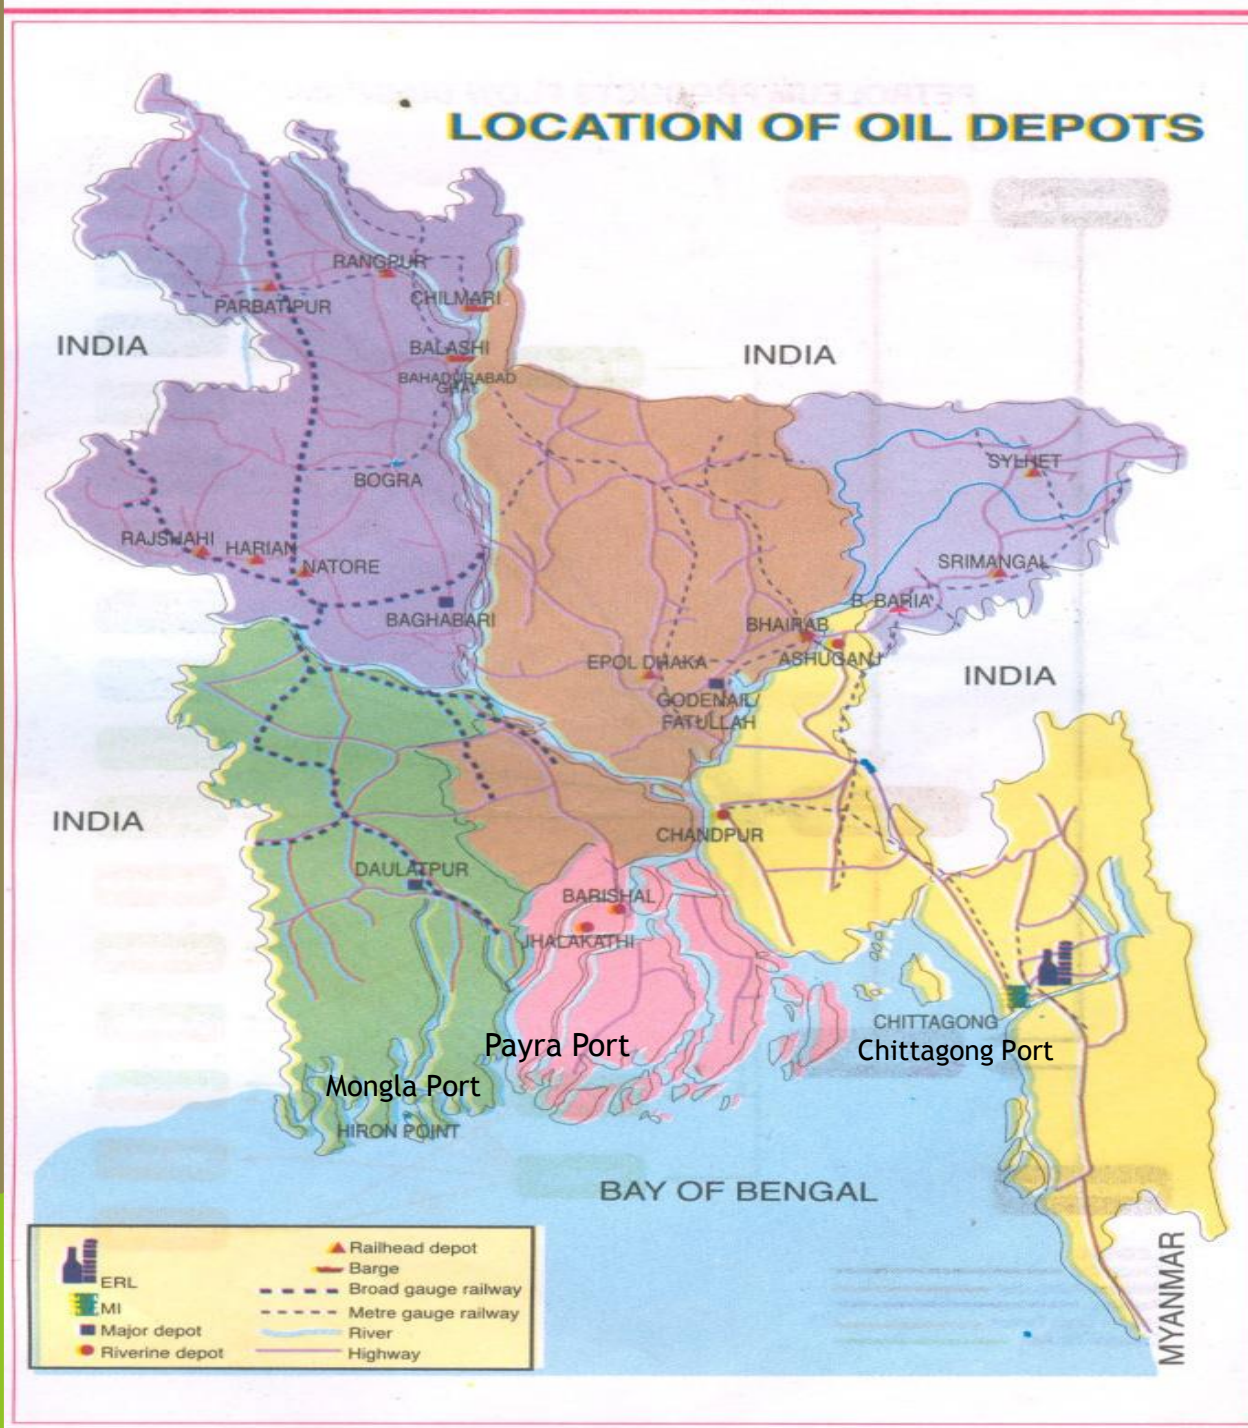 LOCATION OF OIL DEPOTS
RANGPUR
CHILMARI
PARBATIPUR
INDIA
BALASHI
INDIA
BAHADURABAD
GHAT
SYLHET
BOGRA
RAJSHAHI
HARIAN
NATORE
SRIMANGAL
B. BARIA
BAGHABARI
BHAIRAB
ASHUGANJ
EPOL DHAKA
INDIA
GODENAIL/
FATULLAH
INDIA
CHANDPUR
DAULATPUR
BARISHAL
JHALAKATHI
CHITTAGONG
Payra Port
Chittagong Port
Mongla Port
HIRON POINT
BAY OF BENGAL
MYANMAR
ERL
MI
Major depot
Riverine depot
Railhead depot
Barge
Broad gauge railway
Metre gauge railway
River
Highway